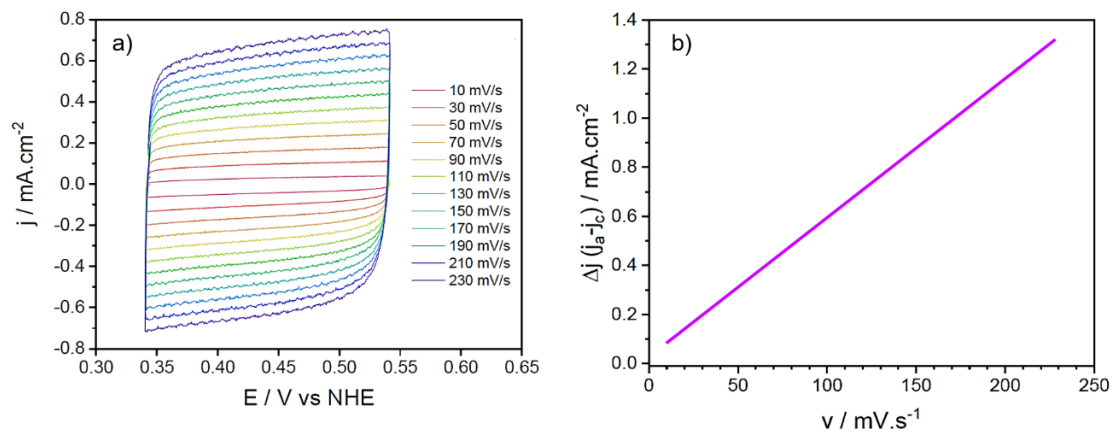 a)
0.8
0.6
0.4
0.2
0.0
-0.2
-0.4
-0.6
-0.8
j / mA.cm⁻²
10 mV/s
30 mV/s
50 mV/s
70 mV/s
90 mV/s
110 mV/s
130 mV/s
150 mV/s
170 mV/s
190 mV/s
210 mV/s
230 mV/s
0.30 0.35 0.40 0.45 0.50 0.55 0.60 0.65
E / V vs NHE
b)
1.4
1.2
1.0
0.8
0.6
0.4
0.2
0.0
Δj (jₐ-j_c) / mA.cm⁻²
0 50 100 150 200 250
v / mV.s⁻¹